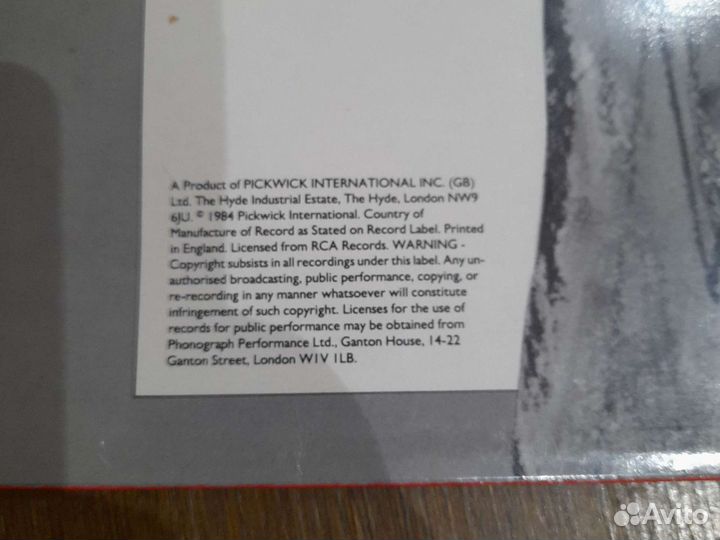 A Product of PICKWICK INTERNATIONAL INC. (GB)
Ltd. The Hyde Industrial Estate, The Hyde, London NW9
6JU. © 1984 Pickwick International. Country of
Manufacture of Record as Stated on Record Label. Printed
in England. Licensed from RCA Records. WARNING -
Copyright subsists in all recordings under this label. Any un-
authorised broadcasting, public performance, copying, or
re-recording in any manner whatsoever will constitute
infringement of such copyright. Licenses for the use of
records for public performance may be obtained from
Phonograph Performance Ltd., Ganton House, 14-22
Ganton Street, London W1V 1LB.
Avito